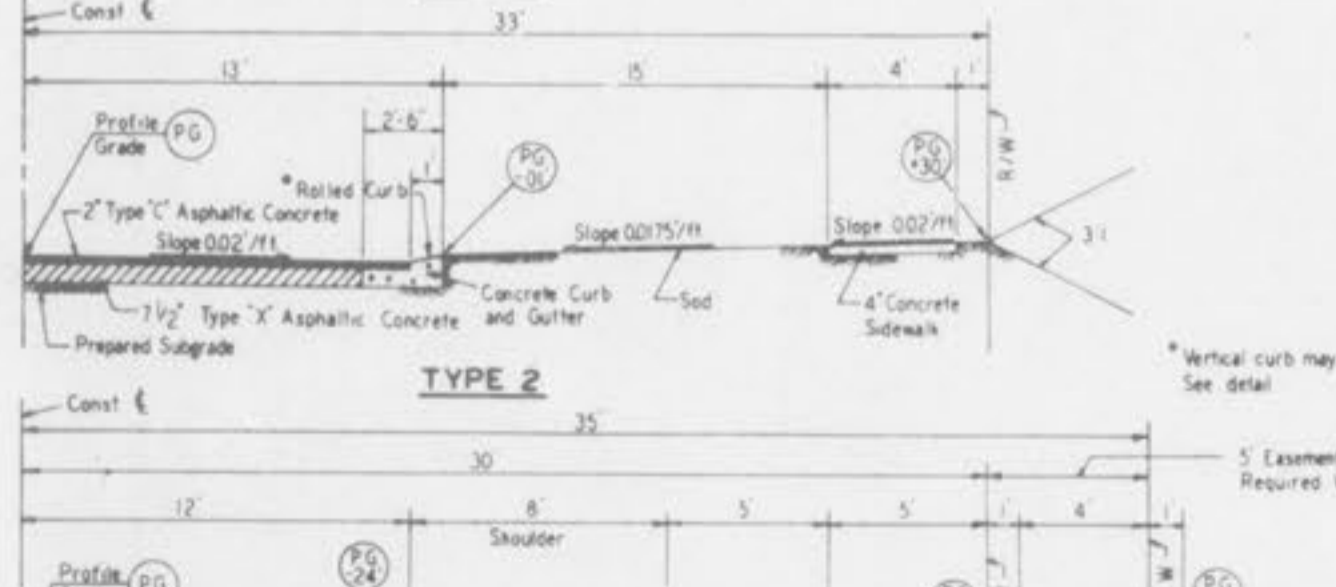 Const ℄
33'
13'
15'
4'
1'
Profile
Grade
PG
2'-6"
1'
PG
-.01'
PG
+.30'
R/W
* Rolled Curb
2" Type "C" Asphaltic Concrete
Slope 0.02'/ft.
Slope 0.0175'/ft.
Slope 0.02'/ft.
3:1
Concrete Curb
and Gutter
Sod
4" Concrete
Sidewalk
7 1/2" Type "X" Asphaltic Concrete
Prepared Subgrade
* Vertical curb may
See detail
TYPE 2
Const ℄
35'
30'
5' Easement
Required
12'
8'
Shoulder
5'
5'
1'
4'
1'
Profile
PG
PG
-.24'
W
PG